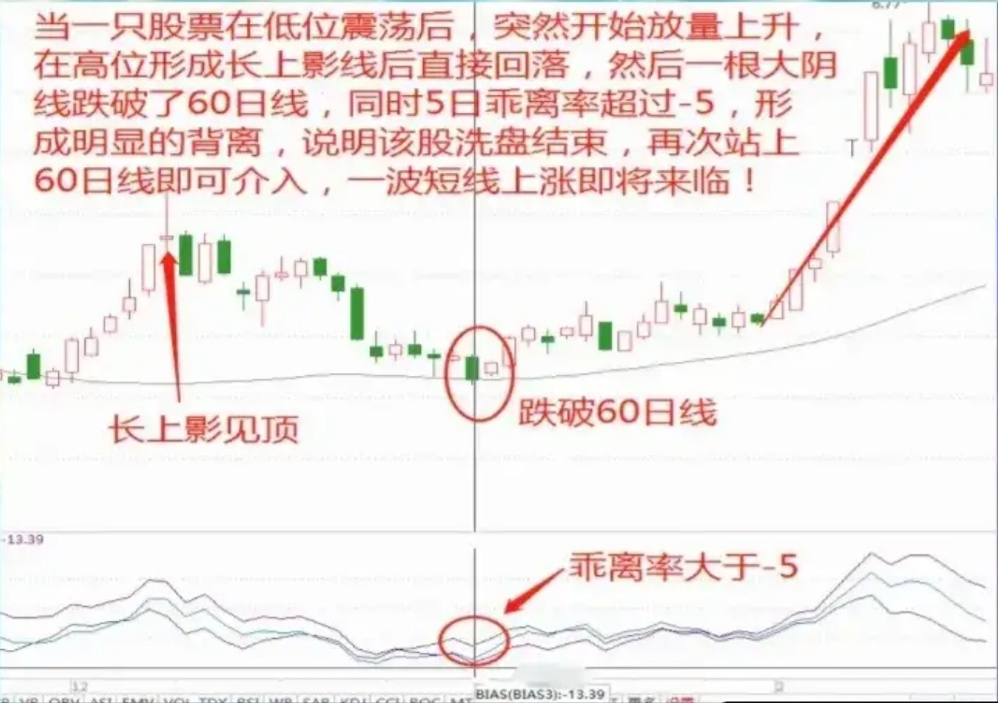 6.77
当一只股票在低位震荡后，突然开始放量上升，
在高位形成长上影线后直接回落，然后一根大阴
线跌破了60日线，同时5日乖离率超过-5，形
成明显的背离，说明该股洗盘结束，再次站上
60日线即可介入，一波短线上涨即将来临！
长上影见顶
跌破60日线
-13.39
乖离率大于-5
12
BIAS(BIAS3):-13.39
VR OBV ASI EMV VOL TDX RSI WR SAR KDJ CCI ROC MT 更多 设置